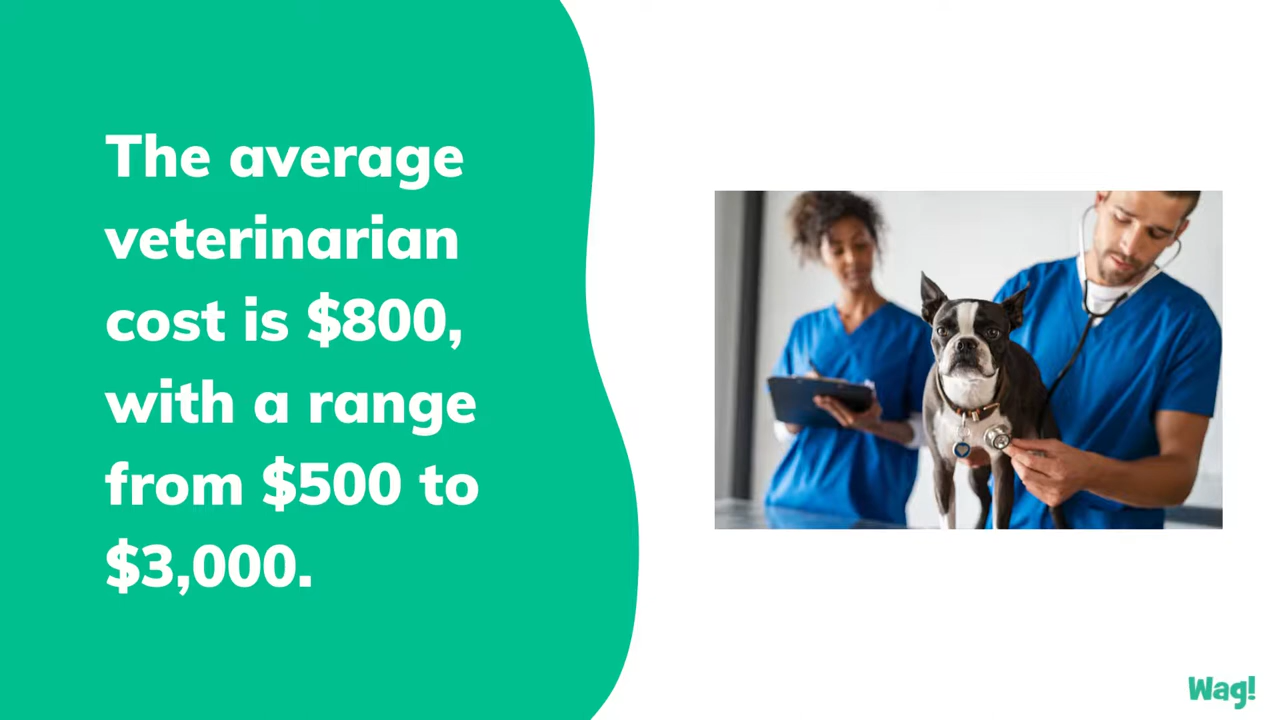 The average
veterinarian
cost is $800,
with a range
from $500 to
$3,000.
Wag!